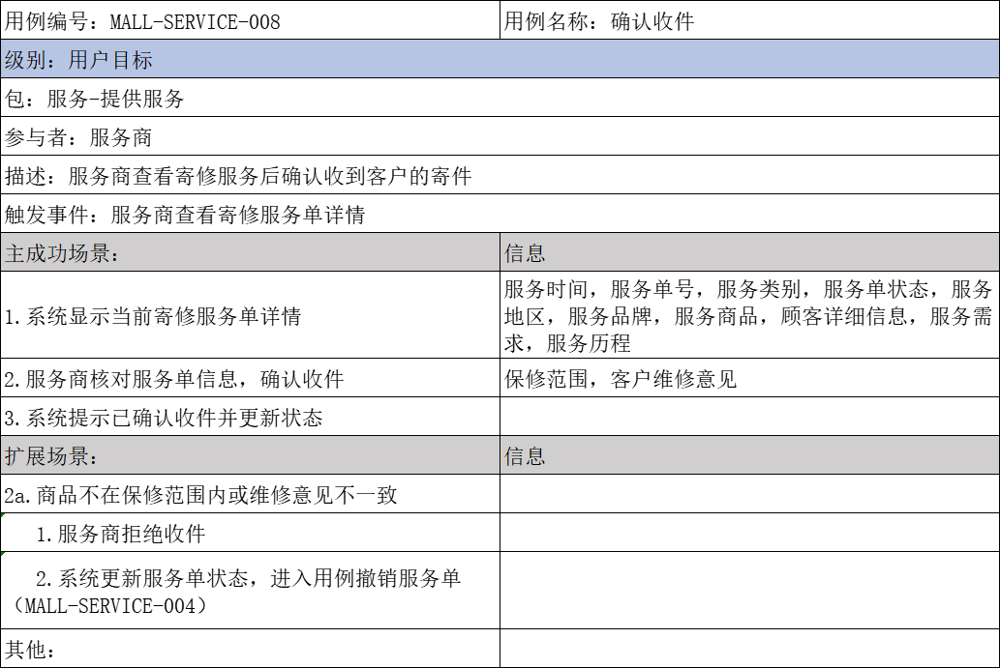 用例编号：MALL-SERVICE-008
用例名称：确认收件
级别：用户目标
包：服务-提供服务
参与者：服务商
描述：服务商查看寄修服务后确认收到客户的寄件
触发事件：服务商查看寄修服务单详情
主成功场景：
信息
1.系统显示当前寄修服务单详情
服务时间，服务单号，服务类别，服务单状态，服务
地区，服务品牌，服务商品，顾客详细信息，服务需
求，服务历程
2.服务商核对服务单信息，确认收件
保修范围，客户维修意见
3.系统提示已确认收件并更新状态
扩展场景：
信息
2a.商品不在保修范围内或维修意见不一致
1.服务商拒绝收件
2.系统更新服务单状态，进入用例撤销服务单
（MALL-SERVICE-004）
其他：